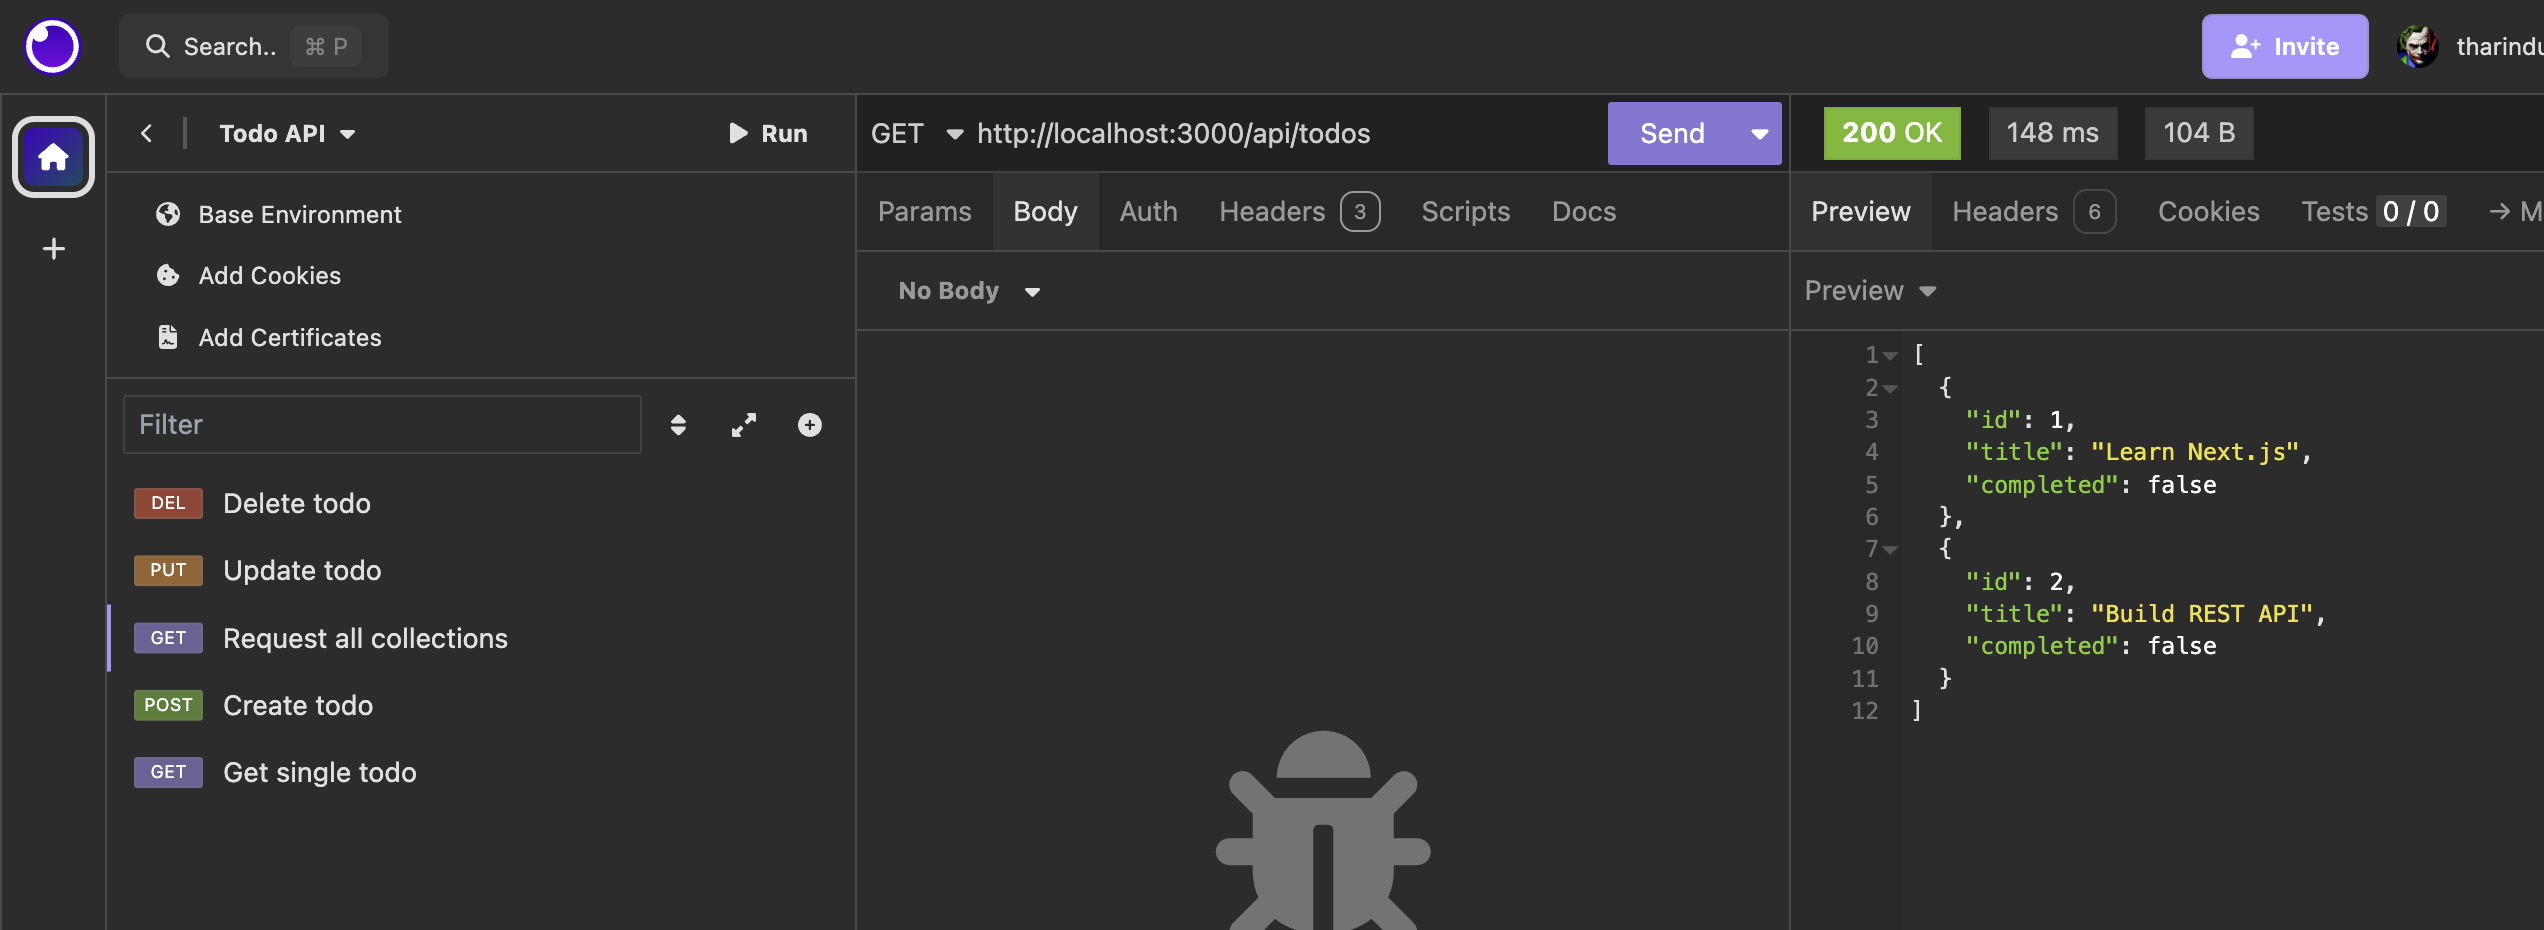 Search.. ⌘ P
Invite
tharindu
Todo API
Run
Base Environment
Add Cookies
Add Certificates
Filter
DEL Delete todo
PUT Update todo
GET Request all collections
POST Create todo
GET Get single todo
GET http://localhost:3000/api/todos
Send
Params Body Auth Headers 3 Scripts Docs
No Body
200 OK 148 ms 104 B
Preview Headers 6 Cookies Tests 0 / 0 → M
Preview
1 [
2 {
3 "id": 1,
4 "title": "Learn Next.js",
5 "completed": false
6 },
7 {
8 "id": 2,
9 "title": "Build REST API",
10 "completed": false
11 }
12 ]